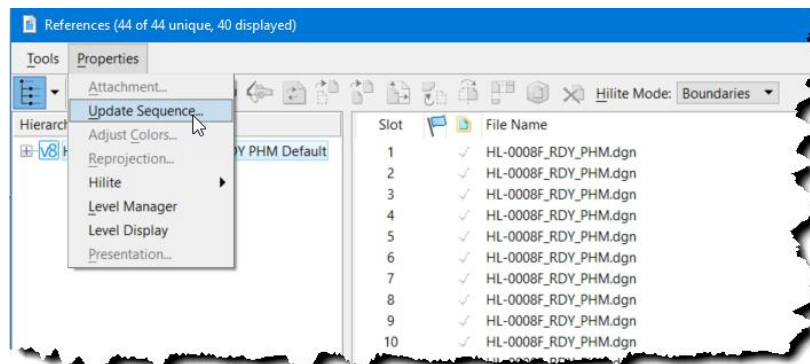 References (44 of 44 unique, 40 displayed)
Tools Properties
Attachment...
Update Sequence...
Adjust Colors...
Reprojection...
Hilite
Level Manager
Level Display
Presentation...
Hilite Mode: Boundaries
Hierarch
V8 H
DY PHM Default
Slot File Name
1 HL-0008F_RDY_PHM.dgn
2 HL-0008F_RDY_PHM.dgn
3 HL-0008F_RDY_PHM.dgn
4 HL-0008F_RDY_PHM.dgn
5 HL-0008F_RDY_PHM.dgn
6 HL-0008F_RDY_PHM.dgn
7 HL-0008F_RDY_PHM.dgn
8 HL-0008F_RDY_PHM.dgn
9 HL-0008F_RDY_PHM.dgn
10 HL-0008F_RDY_PHM.dgn